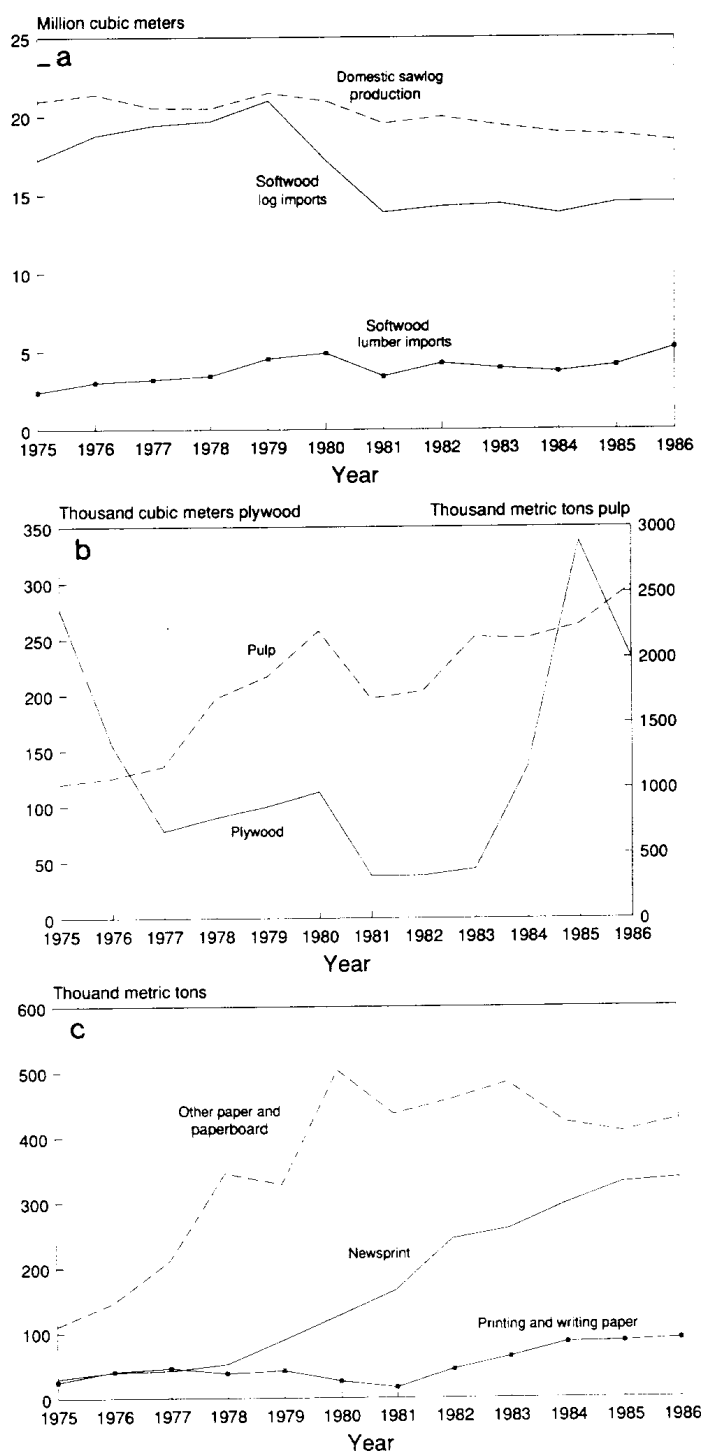 Million cubic meters
25
a
Domestic sawlog
production
20
Softwood
log imports
15
10
Softwood
lumber imports
5
0
1975 1976 1977 1978 1979 1980 1981 1982 1983 1984 1985 1986
Year
Thousand cubic meters plywood Thousand metric tons pulp
350 3000
b
300
2500
250
Pulp
2000
200
1500
150
1000
100
Plywood
50
500
0 0
1975 1976 1977 1978 1979 1980 1981 1982 1983 1984 1985 1986
Year
Thouand metric tons
600
c
500
Other paper and
paperboard
400
300
Newsprint
200
Printing and writing paper
100
0
1975 1976 1977 1978 1979 1980 1981 1982 1983 1984 1985 1986
Year